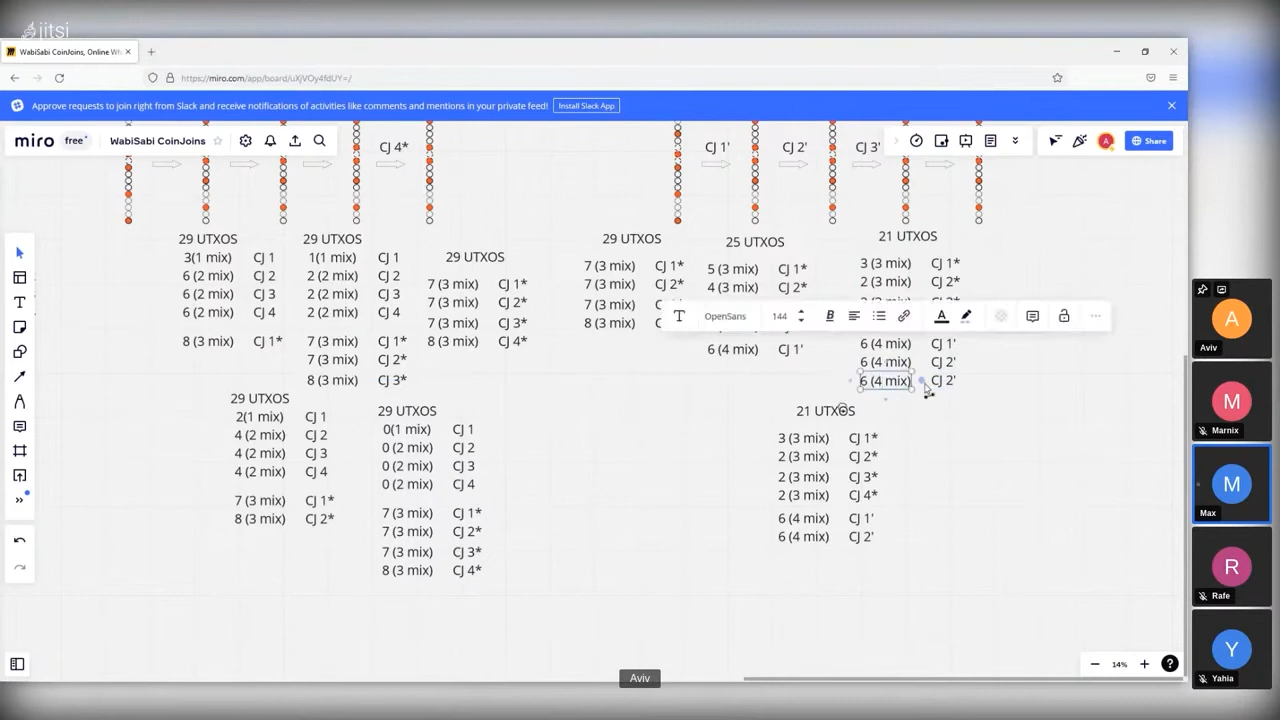 jitsi
WabiSabi CoinJoins, Online Wh
https://miro.com/app/board/uXjVOy4fdUY=/
Approve requests to join right from Slack and receive notifications of activities like comments and mentions in your private feed!
Install Slack App
miro free WabiSabi CoinJoins
Share
A
CJ 4*
CJ 1' CJ 2' CJ 3'
29 UTXOS
3(1 mix) CJ 1
6 (2 mix) CJ 2
6 (2 mix) CJ 3
6 (2 mix) CJ 4
8 (3 mix) CJ 1*
29 UTXOS
1(1 mix) CJ 1
2 (2 mix) CJ 2
2 (2 mix) CJ 3
2 (2 mix) CJ 4
7 (3 mix) CJ 1*
7 (3 mix) CJ 2*
8 (3 mix) CJ 3*
29 UTXOS
7 (3 mix) CJ 1*
7 (3 mix) CJ 2*
7 (3 mix) CJ 3*
8 (3 mix) CJ 4*
29 UTXOS
7 (3 mix) CJ 1*
7 (3 mix) CJ 2*
7 (3 mix)
8 (3 mix)
25 UTXOS
5 (3 mix) CJ 1*
4 (3 mix) CJ 2*
6 (4 mix) CJ 1'
21 UTXOS
3 (3 mix) CJ 1*
2 (3 mix) CJ 2*
6 (4 mix) CJ 1'
6 (4 mix) CJ 2'
6 (4 mix) CJ 2'
OpenSans 144 B A
29 UTXOS
2(1 mix) CJ 1
4 (2 mix) CJ 2
4 (2 mix) CJ 3
4 (2 mix) CJ 4
7 (3 mix) CJ 1*
8 (3 mix) CJ 2*
29 UTXOS
0(1 mix) CJ 1
0 (2 mix) CJ 2
0 (2 mix) CJ 3
0 (2 mix) CJ 4
7 (3 mix) CJ 1*
7 (3 mix) CJ 2*
7 (3 mix) CJ 3*
8 (3 mix) CJ 4*
21 UTXOS
3 (3 mix) CJ 1*
2 (3 mix) CJ 2*
2 (3 mix) CJ 3*
2 (3 mix) CJ 4*
6 (4 mix) CJ 1'
6 (4 mix) CJ 2'
14%
?
A
Aviv
M
Marnix
M
Max
R
Rafe
Y
Yahia
Aviv